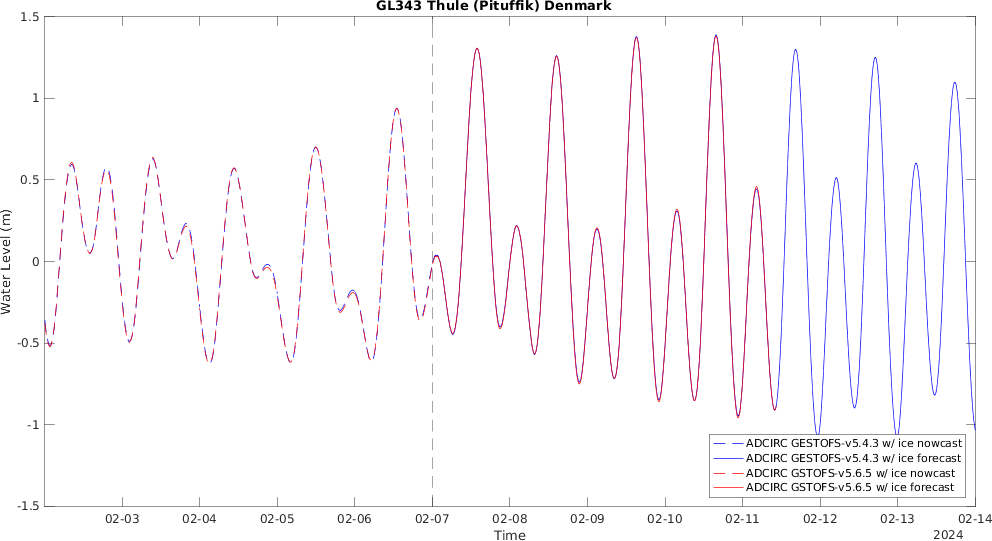 GL343 Thule (Pituffik) Denmark
1.5
1
0.5
0
-0.5
-1
-1.5
Water Level (m)
ADCIRC GESTOFS-v5.4.3 w/ ice nowcast
ADCIRC GESTOFS-v5.4.3 w/ ice forecast
ADCIRC GSTOFS-v5.6.5 w/ ice nowcast
ADCIRC GSTOFS-v5.6.5 w/ ice forecast
02-03 02-04 02-05 02-06 02-07 02-08 02-09 02-10 02-11 02-12 02-13 02-14
Time
2024